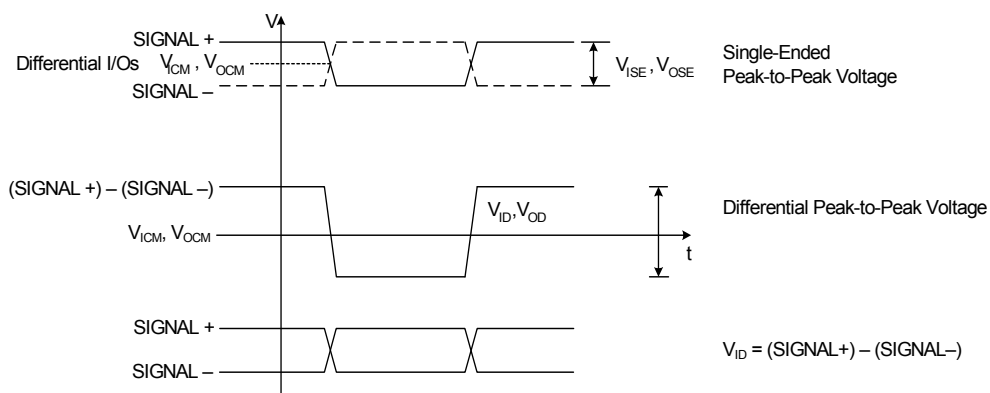 V
SIGNAL +
Differential I/Os V_ICM , V_OCM
SIGNAL –
V_ISE , V_OSE
Single-Ended
Peak-to-Peak Voltage
(SIGNAL +) – (SIGNAL –)
V_ID, V_OD
Differential Peak-to-Peak Voltage
V_ICM, V_OCM
t
SIGNAL +
SIGNAL –
V_ID = (SIGNAL+) – (SIGNAL–)